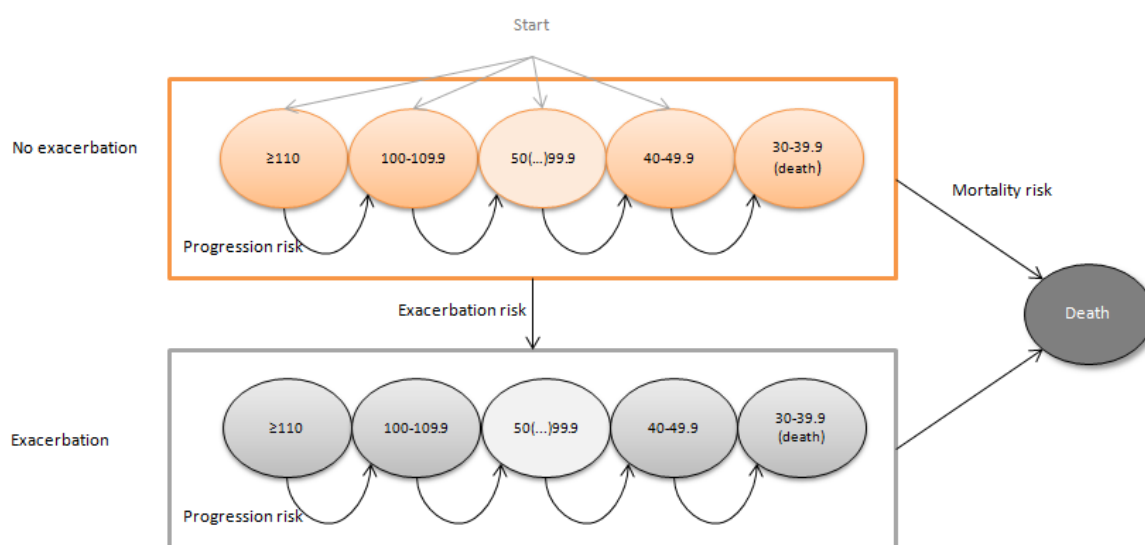 Start
No exacerbation
≥110
100-109.9
50(...)99.9
40-49.9
30-39.9
(death)
Mortality risk
Progression risk
Exacerbation risk
Death
Exacerbation
≥110
100-109.9
50(...)99.9
40-49.9
30-39.9
(death)
Progression risk